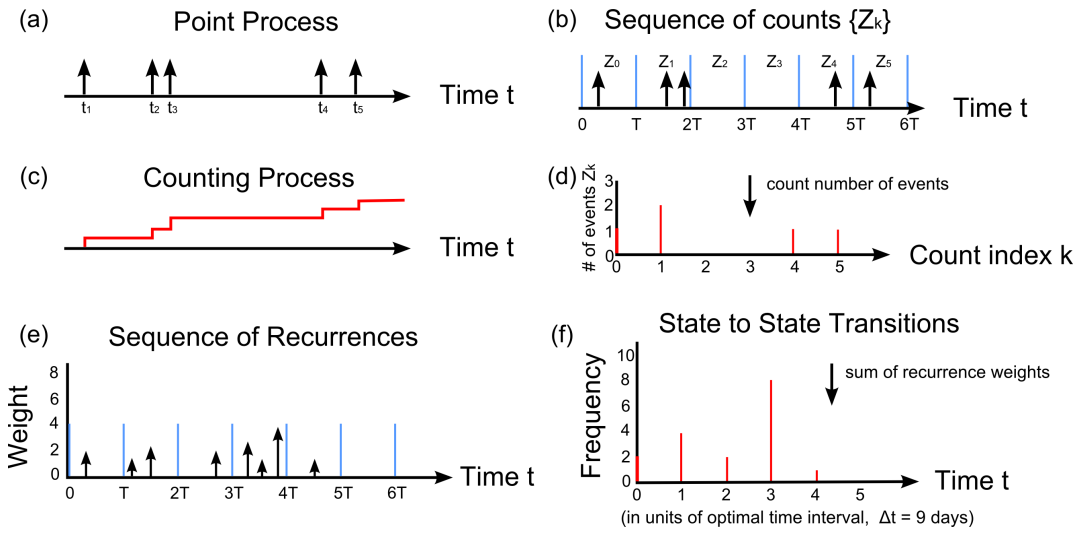 (a) Point Process
t1 t2 t3 t4 t5
Time t
(b) Sequence of counts {Zk}
Z0 Z1 Z2 Z3 Z4 Z5
0 T 2T 3T 4T 5T 6T
Time t
(c) Counting Process
Time t
(d)
# of events Zk
3
2
1
0
count number of events
0 1 2 3 4 5
Count index k
(e) Sequence of Recurrences
Weight
8
6
4
2
0
0 T 2T 3T 4T 5T 6T
Time t
(f) State to State Transitions
Frequency
10
8
6
4
2
0
sum of recurrence weights
0 1 2 3 4 5
Time t
(in units of optimal time interval, Δt = 9 days)